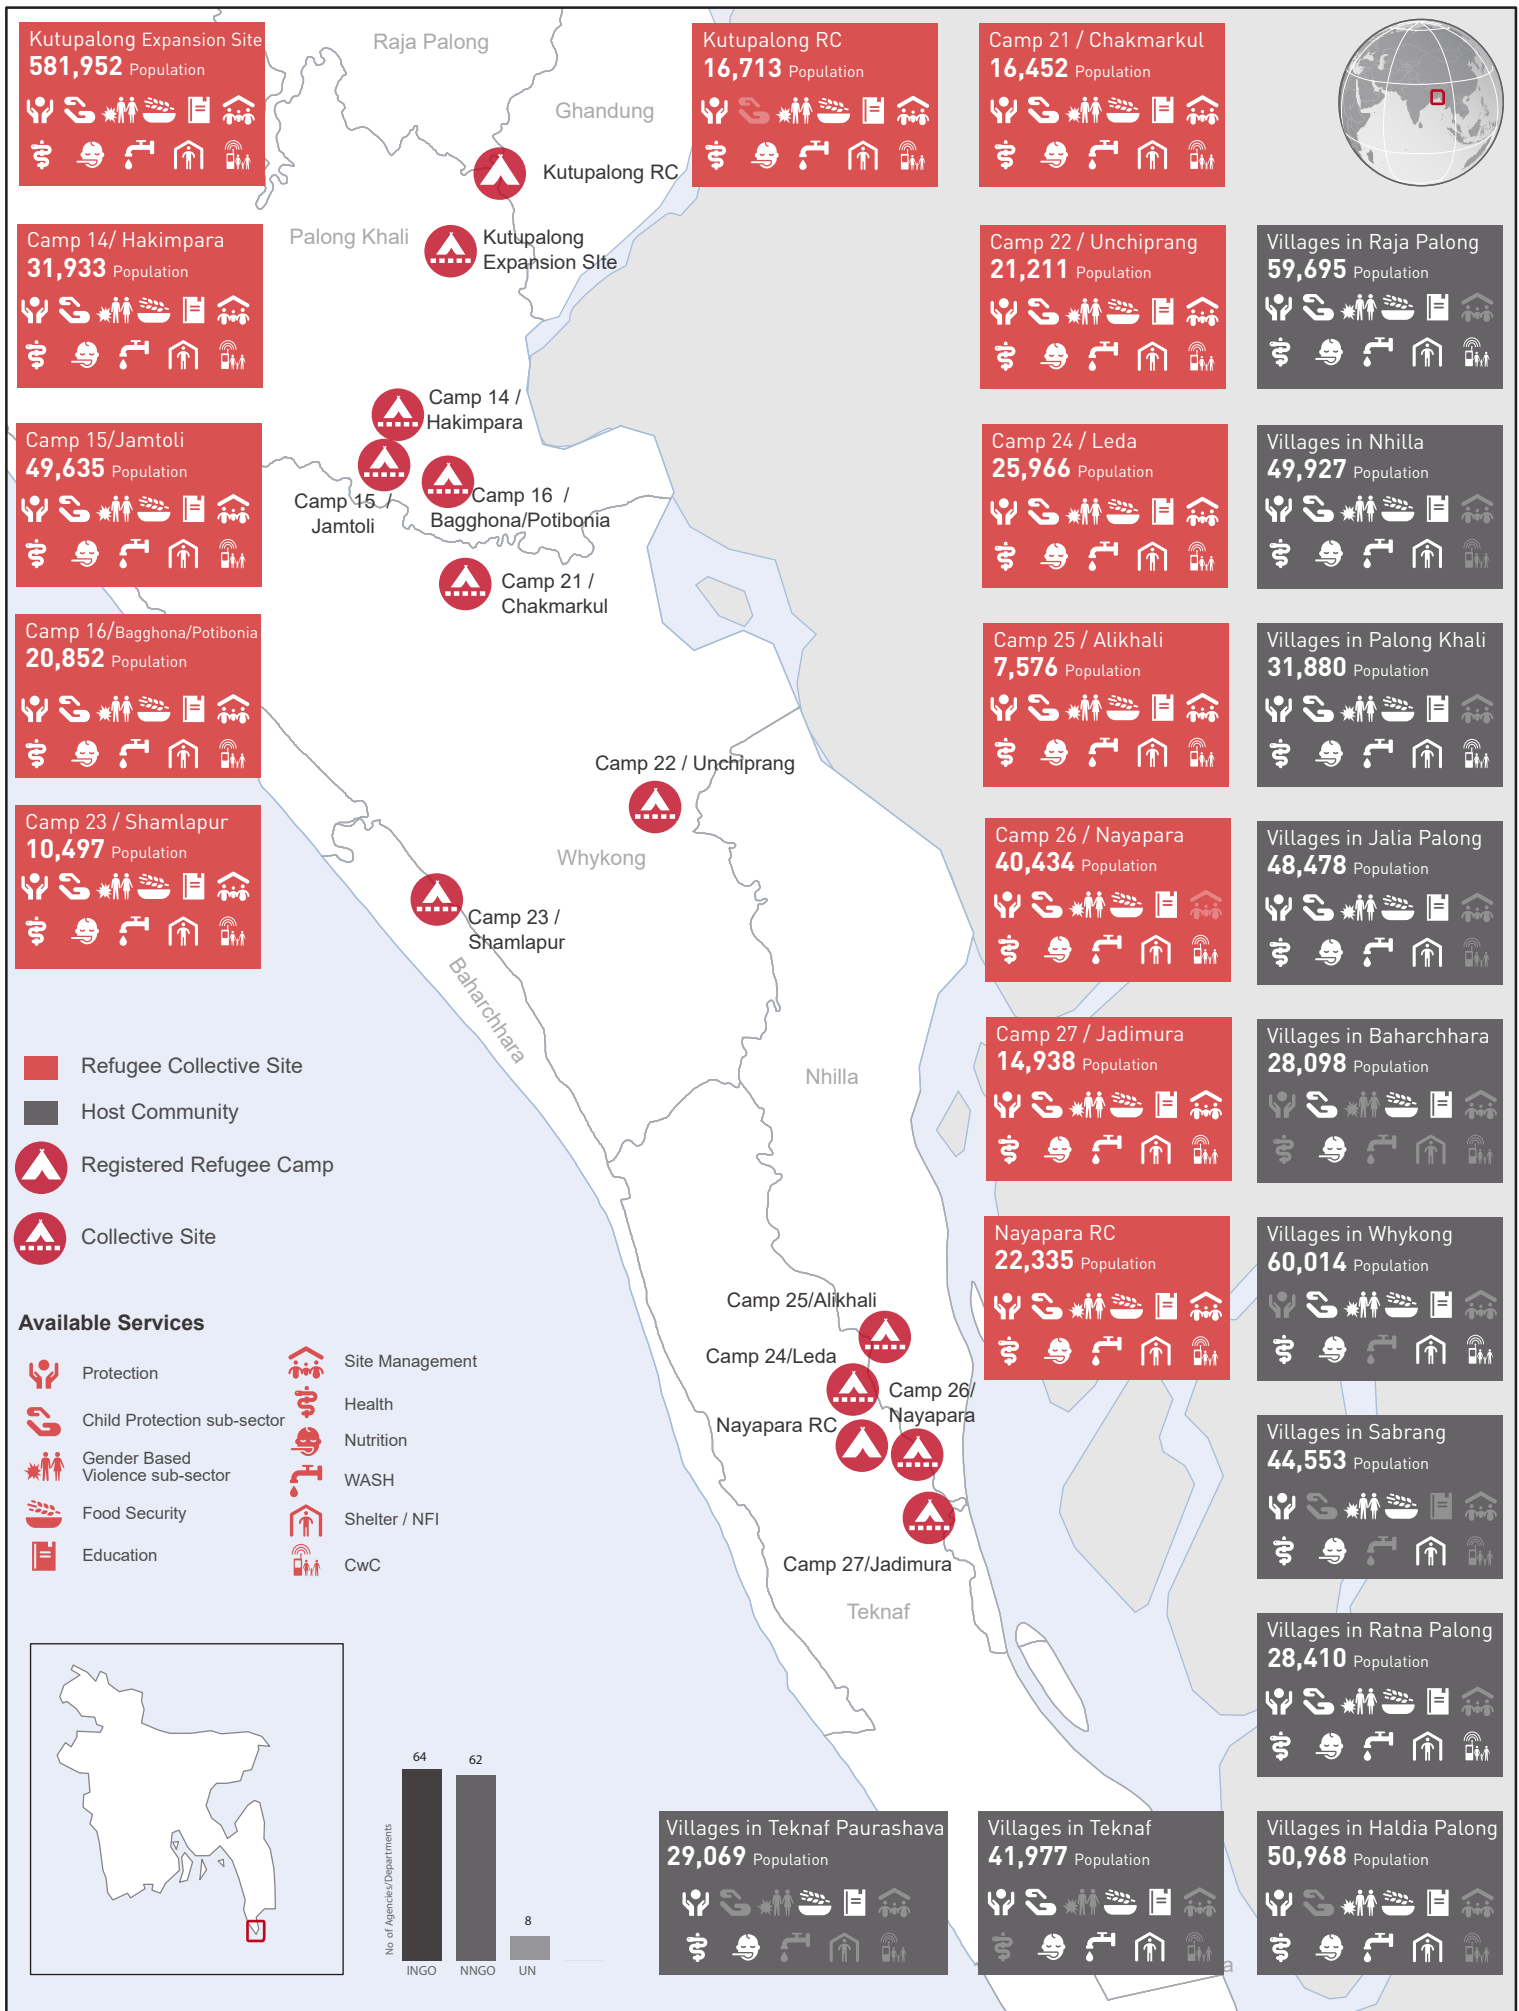 Kutupalong Expansion Site
581,952 Population
Raja Palong
Ghandung
Kutupalong RC
16,713 Population
Camp 21 / Chakmarkul
16,452 Population
Kutupalong RC
Palong Khali
Kutupalong
Expansion SIte
Camp 14/ Hakimpara
31,933 Population
Camp 22 / Unchiprang
21,211 Population
Villages in Raja Palong
59,695 Population
Camp 14 /
Hakimpara
Camp 15/Jamtoli
49,635 Population
Camp 15 /
Jamtoli
Camp 16 /
Bagghona/Potibonia
Camp 24 / Leda
25,966 Population
Villages in Nhilla
49,927 Population
Camp 21 /
Chakmarkul
Camp 16/Bagghona/Potibonia
20,852 Population
Camp 25 / Alikhali
7,576 Population
Villages in Palong Khali
31,880 Population
Camp 22 / Unchiprang
Whykong
Camp 23 / Shamlapur
10,497 Population
Camp 23 /
Shamlapur
Baharchhara
Camp 26 / Nayapara
40,434 Population
Villages in Jalia Palong
48,478 Population
Camp 27 / Jadimura
14,938 Population
Villages in Baharchhara
28,098 Population
Nhilla
Refugee Collective Site
Host Community
Registered Refugee Camp
Collective Site
Nayapara RC
22,335 Population
Villages in Whykong
60,014 Population
Camp 25/Alikhali
Camp 24/Leda
Camp 26/
Nayapara
Nayapara RC
Camp 27/Jadimura
Teknaf
Available Services
Protection
Child Protection sub-sector
Gender Based
Violence sub-sector
Food Security
Education
Site Management
Health
Nutrition
WASH
Shelter / NFI
CwC
Villages in Sabrang
44,553 Population
Villages in Ratna Palong
28,410 Population
No of Agencies/Departments
64
62
8
INGO
NNGO
UN
Villages in Teknaf Paurashava
29,069 Population
Villages in Teknaf
41,977 Population
Villages in Haldia Palong
50,968 Population
a